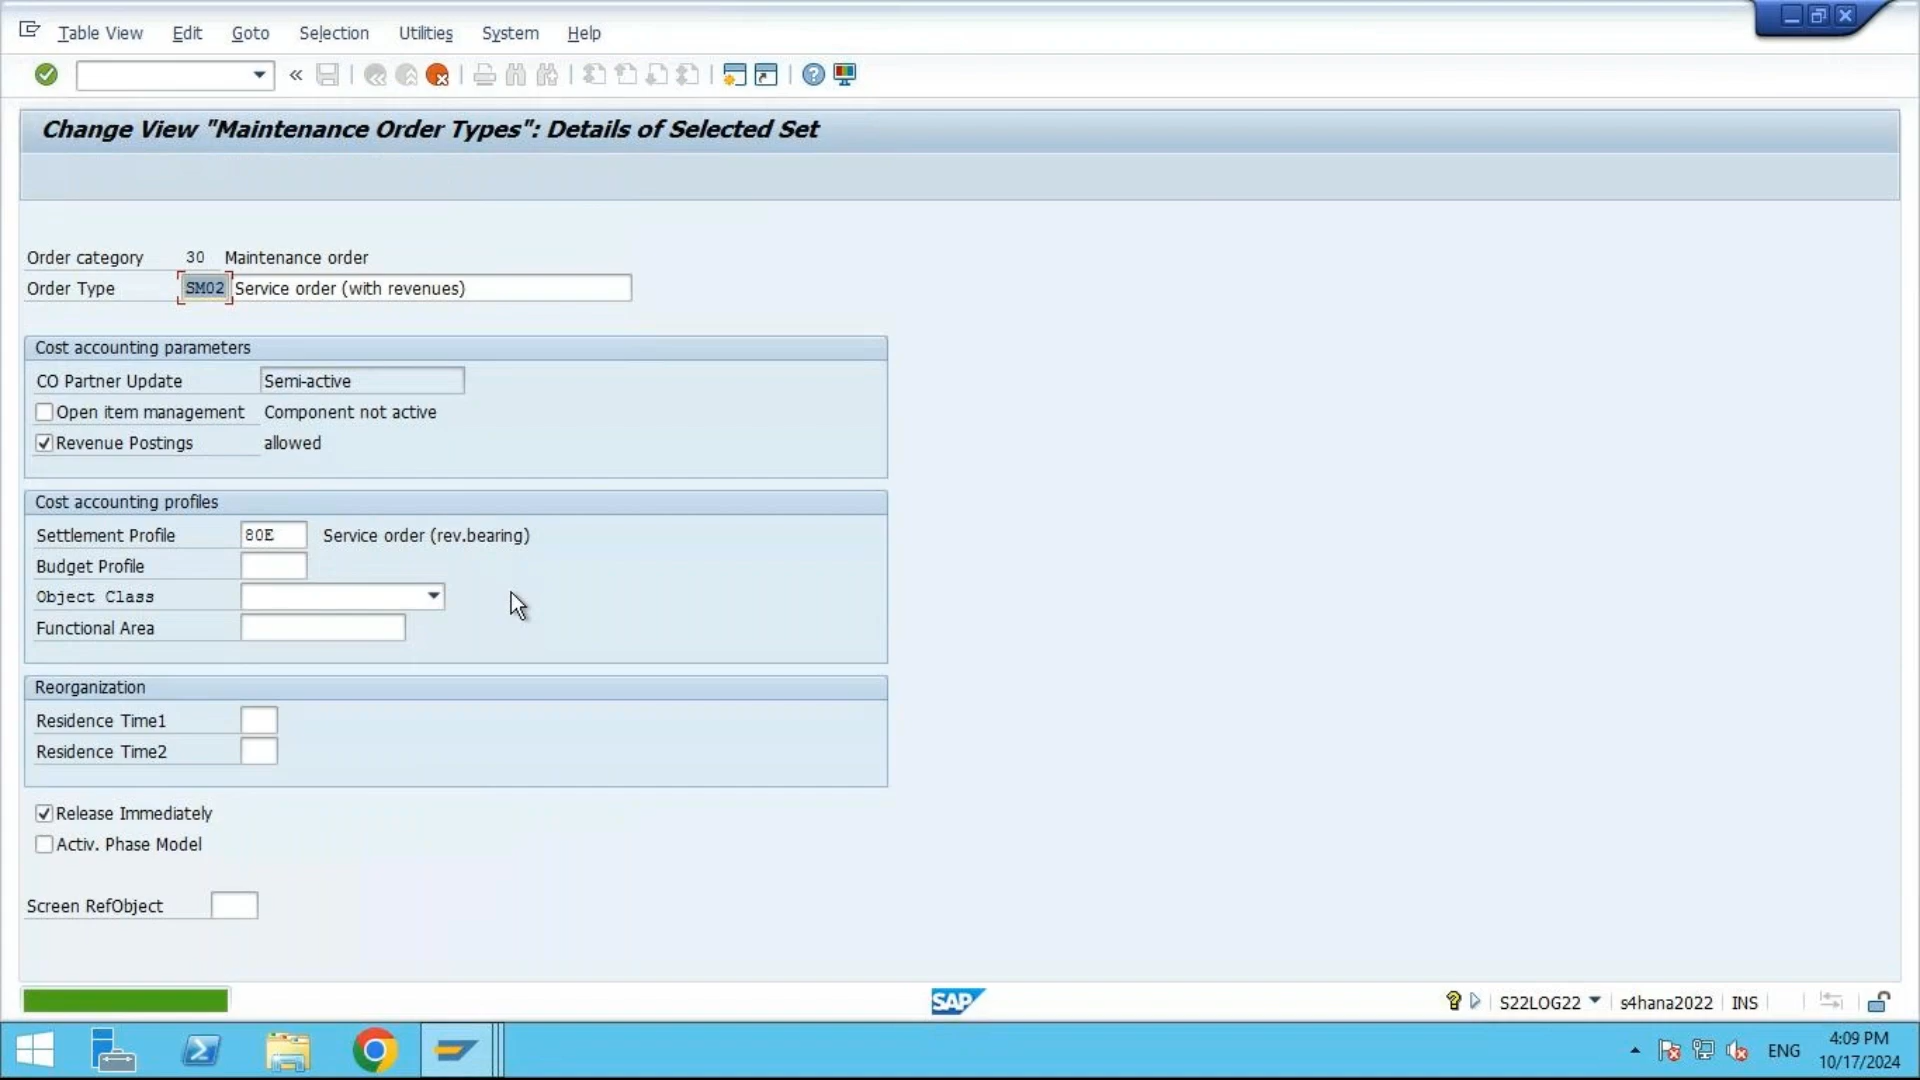 Table View Edit Goto Selection Utilities System Help
Change View "Maintenance Order Types": Details of Selected Set
Order category 30 Maintenance order
Order Type SM02 Service order (with revenues)
Cost accounting parameters
CO Partner Update Semi-active
Open item management Component not active
Revenue Postings allowed
Cost accounting profiles
Settlement Profile 80E Service order (rev.bearing)
Budget Profile
Object Class
Functional Area
Reorganization
Residence Time1
Residence Time2
Release Immediately
Activ. Phase Model
Screen RefObject
SAP S22LOG22 s4hana2022 INS
ENG 4:09 PM
10/17/2024